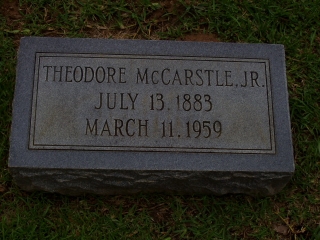 THEODORE McCARSTLE, JR.
JULY 13, 1883
MARCH 11, 1959